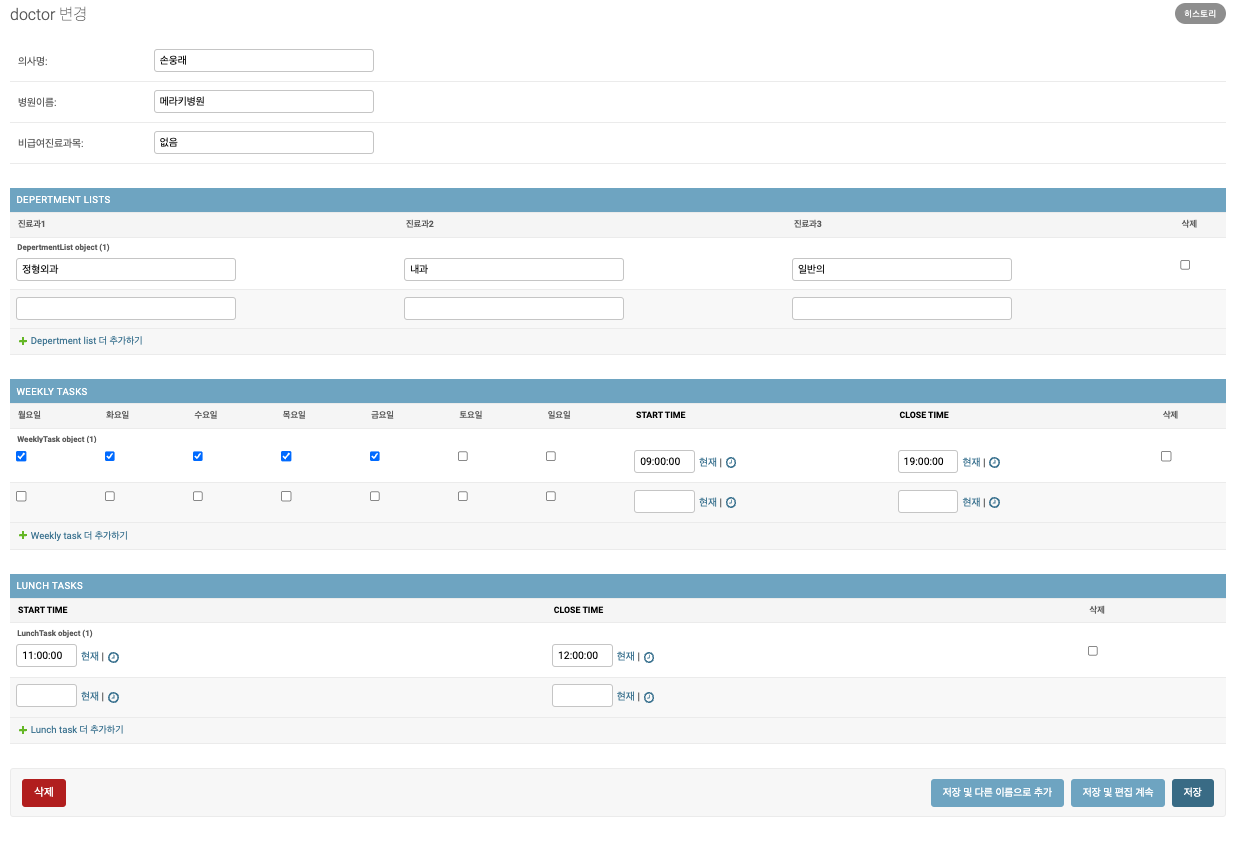 doctor 변경 히스토리
의사명: 손웅래
병원이름: 메라키병원
비급여진료과목: 없음
DEPERTMENT LISTS
진료과1 진료과2 진료과3 삭제
DepertmentList object (1)
정형외과 내과 일반의
Depertment list 더 추가하기
WEEKLY TASKS
월요일 화요일 수요일 목요일 금요일 토요일 일요일 START TIME CLOSE TIME 삭제
WeeklyTask object (1)
09:00:00 현재 | 19:00:00 현재 |
현재 | 현재 |
Weekly task 더 추가하기
LUNCH TASKS
START TIME CLOSE TIME 삭제
LunchTask object (1)
11:00:00 현재 | 12:00:00 현재 |
현재 | 현재 |
Lunch task 더 추가하기
삭제 저장 및 다른 이름으로 추가 저장 및 편집 계속 저장